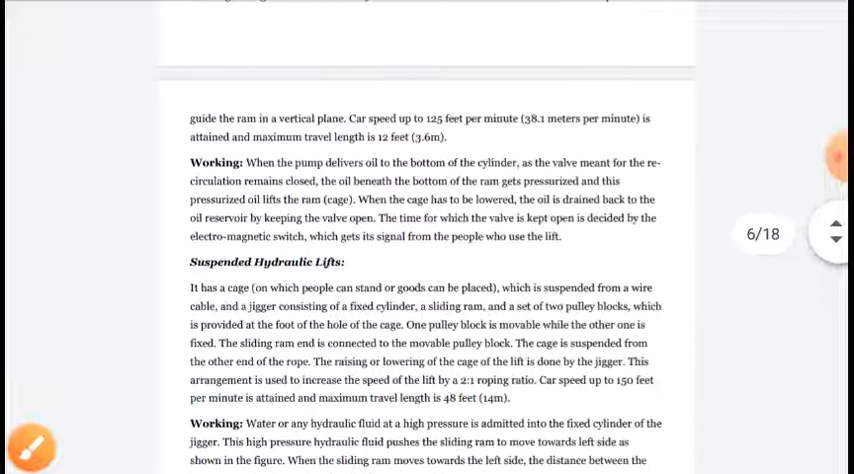 guide the ram in a vertical plane. Car speed up to 125 feet per minute (38.1 meters per minute) is
attained and maximum travel length is 12 feet (3.6m).
Working: When the pump delivers oil to the bottom of the cylinder, as the valve meant for the re-
circulation remains closed, the oil beneath the bottom of the ram gets pressurized and this
pressurized oil lifts the ram (cage). When the cage has to be lowered, the oil is drained back to the
oil reservoir by keeping the valve open. The time for which the valve is kept open is decided by the
electro-magnetic switch, which gets its signal from the people who use the lift.
6/18
Suspended Hydraulic Lifts:
It has a cage (on which people can stand or goods can be placed), which is suspended from a wire
cable, and a jigger consisting of a fixed cylinder, a sliding ram, and a set of two pulley blocks, which
is provided at the foot of the hole of the cage. One pulley block is movable while the other one is
fixed. The sliding ram end is connected to the movable pulley block. The cage is suspended from
the other end of the rope. The raising or lowering of the cage of the lift is done by the jigger. This
arrangement is used to increase the speed of the lift by a 2:1 roping ratio. Car speed up to 150 feet
per minute is attained and maximum travel length is 48 feet (14m).
Working: Water or any hydraulic fluid at a high pressure is admitted into the fixed cylinder of the
jigger. This high pressure hydraulic fluid pushes the sliding ram to move towards left side as
shown in the figure. When the sliding ram moves towards the left side, the distance between the